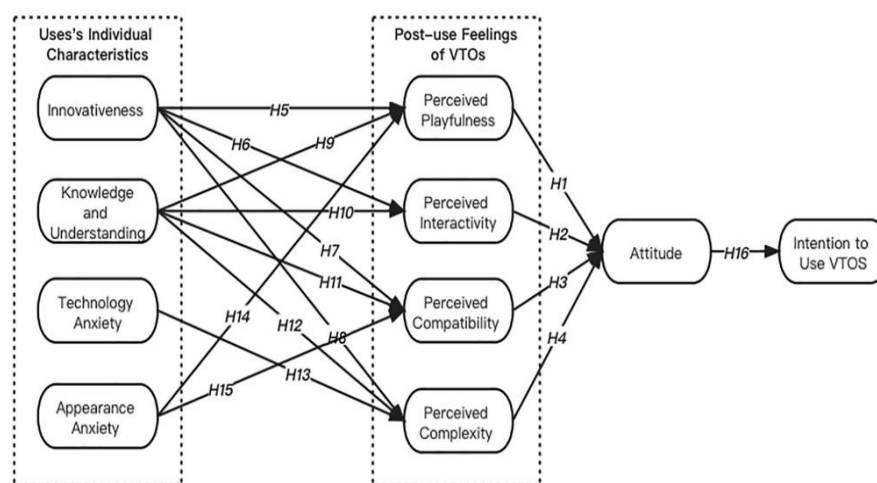 Uses's Individual
Characteristics
Post-use Feelings
of VTOs
Innovativeness
Knowledge
and
Understanding
Technology
Anxiety
Appearance
Anxiety
H5
H6
H9
H10
H7
H11
H14
H12
H8
H15
H13
Perceived
Playfulness
Perceived
Interactivity
Perceived
Compatibility
Perceived
Complexity
H1
H2
H3
H4
Attitude
H16
Intention to
Use VTOS